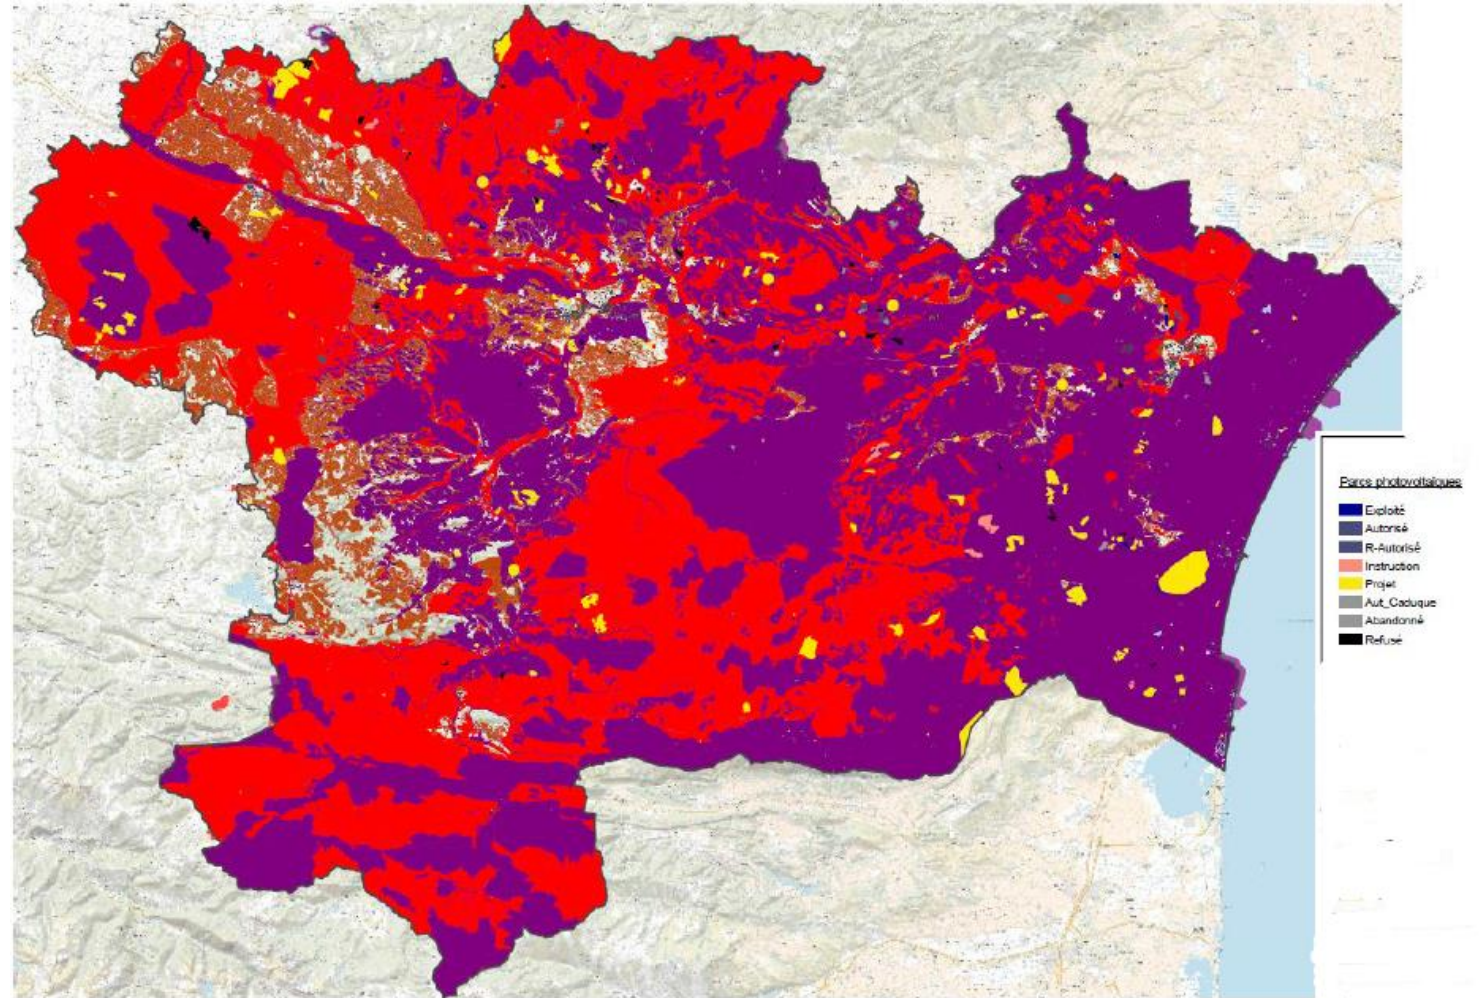 Parcs photovoltaïques
Exploité
Autorisé
R-Autorisé
Instruction
Projet
Aut_Caduque
Abandonné
Refusé